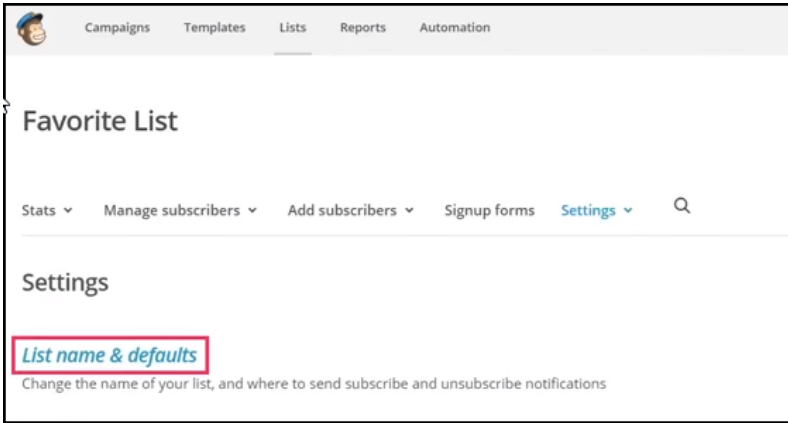 Campaigns Templates Lists Reports Automation
Favorite List
Stats Manage subscribers Add subscribers Signup forms Settings
Settings
List name & defaults
Change the name of your list, and where to send subscribe and unsubscribe notifications